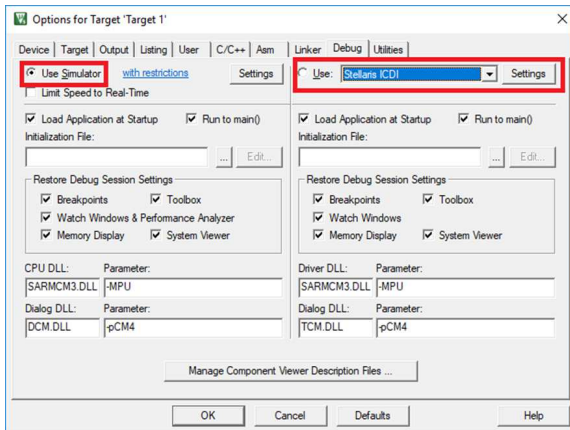 Options for Target 'Target 1'
Device Target Output Listing User C/C++ Asm Linker Debug Utilities
Use Simulator with restrictions Settings
Limit Speed to Real-Time
Use: Stellaris ICDI Settings
Load Application at Startup Run to main()
Initialization File:
... Edit...
Load Application at Startup Run to main()
Initialization File:
... Edit...
Restore Debug Session Settings
Breakpoints Toolbox
Watch Windows & Performance Analyzer
Memory Display System Viewer
Restore Debug Session Settings
Breakpoints Toolbox
Watch Windows
Memory Display System Viewer
CPU DLL: Parameter:
SARMCM3.DLL -MPU
Dialog DLL: Parameter:
DCM.DLL -pCM4
Driver DLL: Parameter:
SARMCM3.DLL -MPU
Dialog DLL: Parameter:
TCM.DLL -pCM4
Manage Component Viewer Description Files ...
OK Cancel Defaults Help